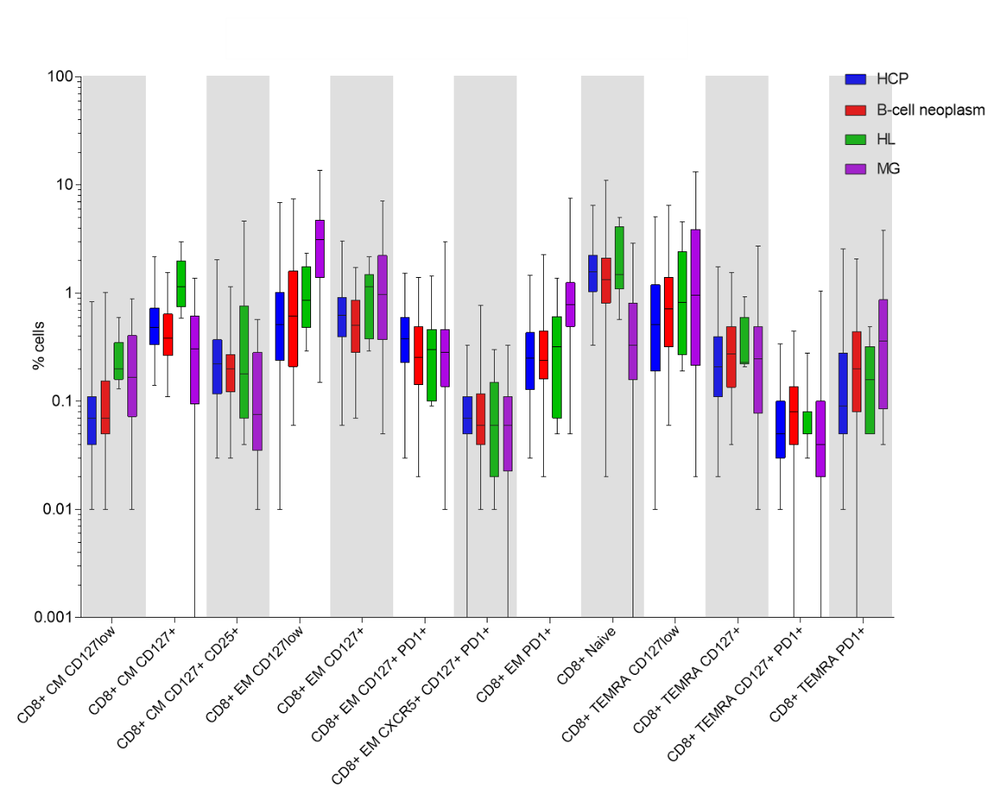 100
10
1
0.1
0.01
0.001
% cells
HCP
B-cell neoplasm
HL
MG
CD8+ CM CD127low
CD8+ CM CD127+
CD8+ CM CD127+ CD25+
CD8+ EM CD127low
CD8+ EM CD127+
CD8+ EM CD127+ PD1+
CD8+ EM CXCR5+ CD127+ PD1+
CD8+ EM PD1+
CD8+ Naive
CD8+ TEMRA CD127low
CD8+ TEMRA CD127+
CD8+ TEMRA CD127+ PD1+
CD8+ TEMRA PD1+